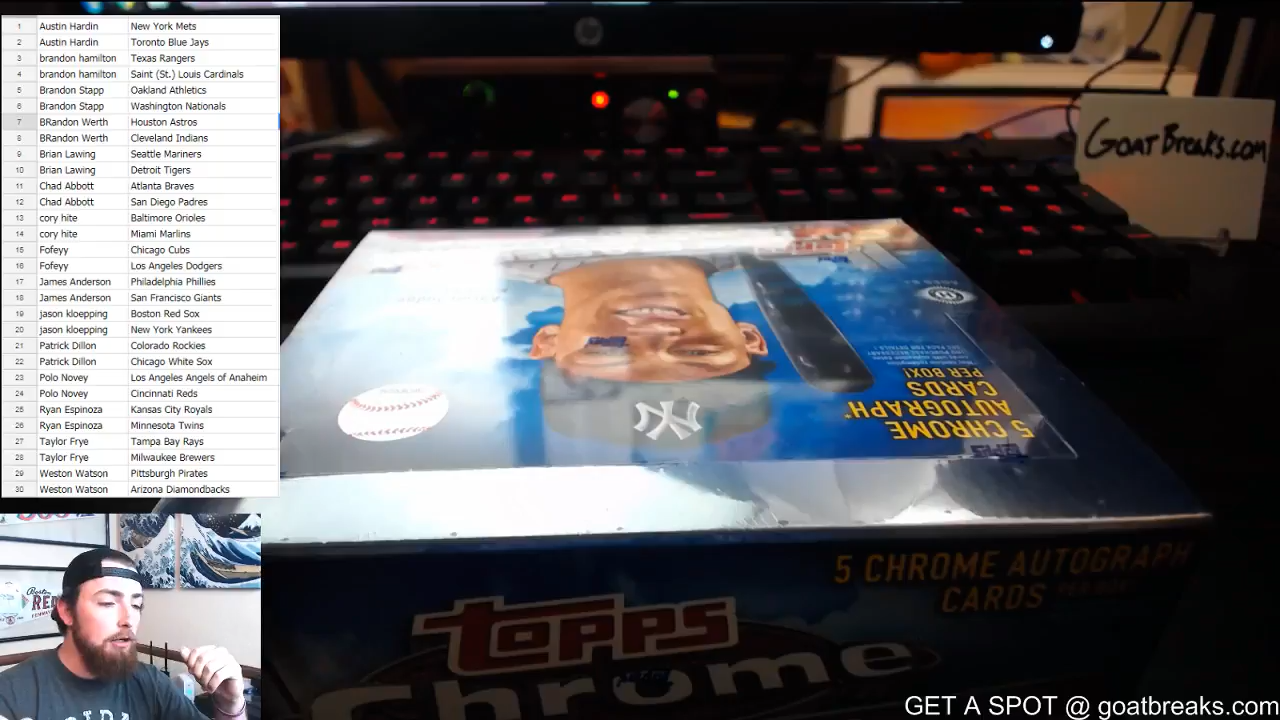 1 Austin Hardin New York Mets
2 Austin Hardin Toronto Blue Jays
3 brandon hamilton Texas Rangers
4 brandon hamilton Saint (St.) Louis Cardinals
5 Brandon Stapp Oakland Athletics
6 Brandon Stapp Washington Nationals
7 BRandon Werth Houston Astros
8 BRandon Werth Cleveland Indians
9 Brian Lawing Seattle Mariners
10 Brian Lawing Detroit Tigers
11 Chad Abbott Atlanta Braves
12 Chad Abbott San Diego Padres
13 cory hite Baltimore Orioles
14 cory hite Miami Marlins
15 Fofeyy Chicago Cubs
16 Fofeyy Los Angeles Dodgers
17 James Anderson Philadelphia Phillies
18 James Anderson San Francisco Giants
19 jason kloepping Boston Red Sox
20 jason kloepping New York Yankees
21 Patrick Dillon Colorado Rockies
22 Patrick Dillon Chicago White Sox
23 Polo Novey Los Angeles Angels of Anaheim
24 Polo Novey Cincinnati Reds
25 Ryan Espinoza Kansas City Royals
26 Ryan Espinoza Minnesota Twins
27 Taylor Frye Tampa Bay Rays
28 Taylor Frye Milwaukee Brewers
29 Weston Watson Pittsburgh Pirates
30 Weston Watson Arizona Diamondbacks
hp
GOATBreaks.com
topps
5 CHROME
AUTOGRAPH
CARDS
PER BOX!
NY
5 CHROME AUTOGRAPH
CARDS
topps
Chrome
Boston
RED
GET A SPOT @ goatbreaks.com